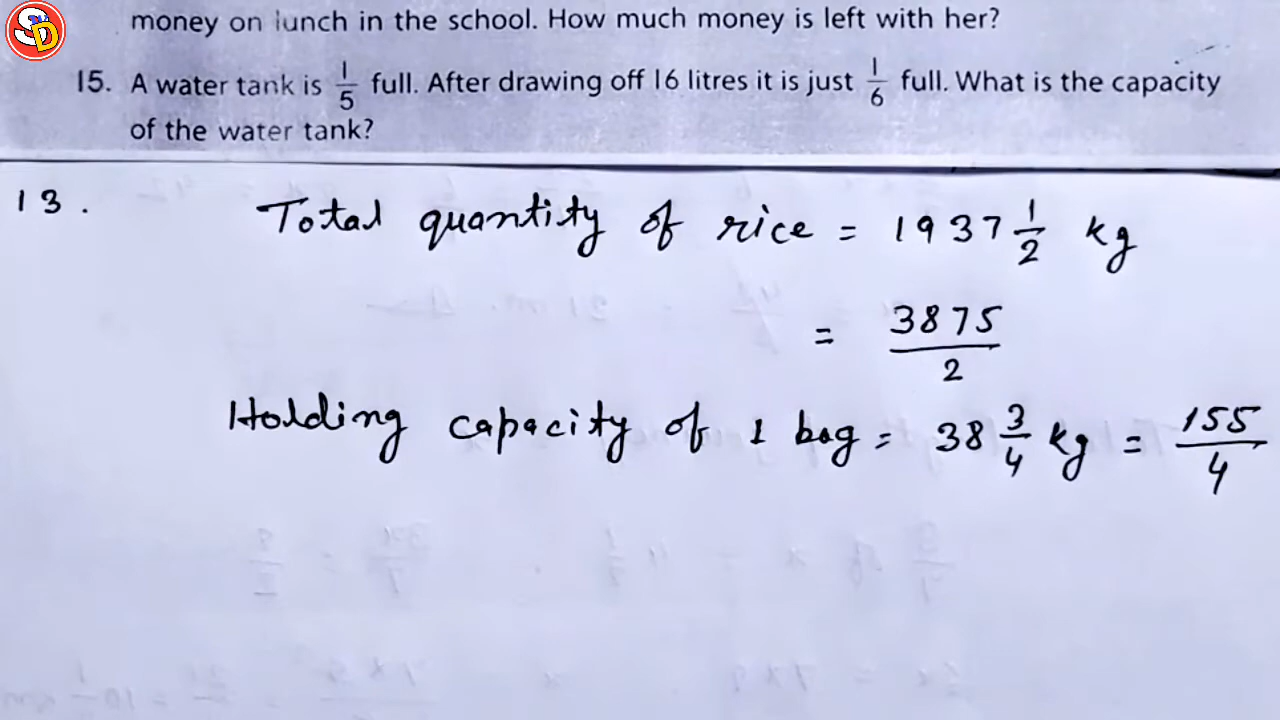 SD
money on lunch in the school. How much money is left with her?
15. A water tank is 1/5 full. After drawing off 16 litres it is just 1/6 full. What is the capacity
of the water tank?
13. Total quantity of rice = 1937 1/2 kg
= 3875/2
Holding capacity of 1 bag = 38 3/4 kg = 155/4